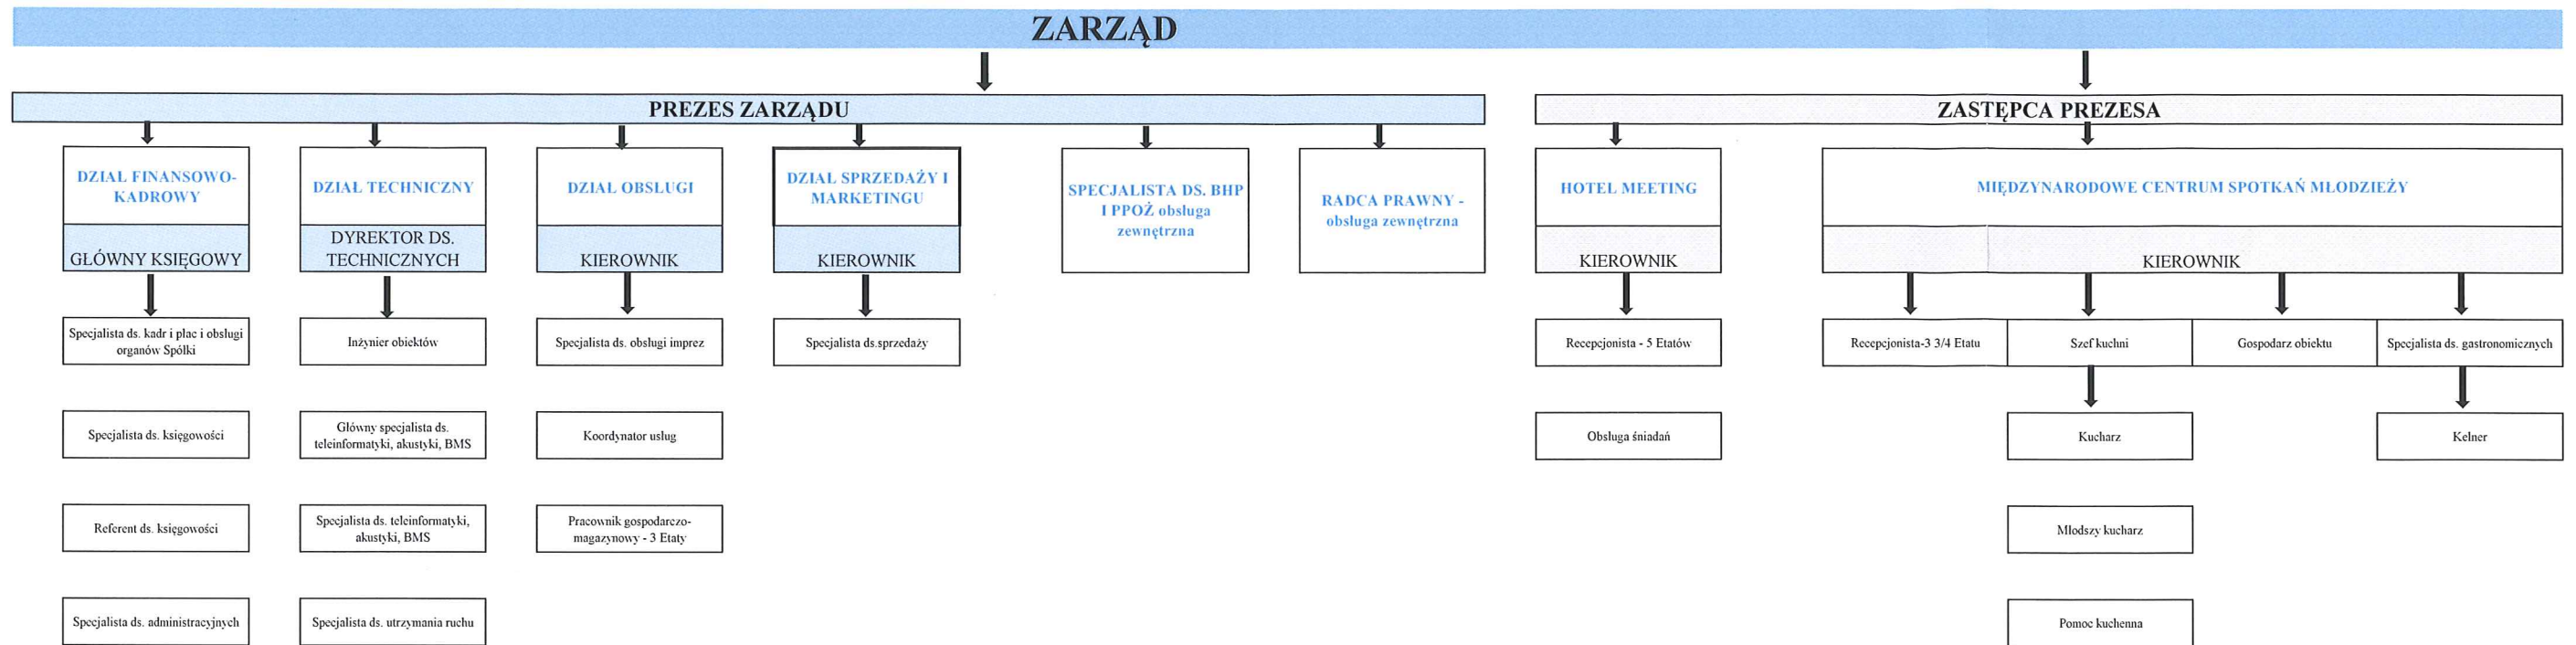 ZARZĄD
PREZES ZARZĄDU
ZASTĘPCA PREZESA
DZIAŁ FINANSOWO-
KADROWY
GŁÓWNY KSIĘGOWY
DZIAŁ TECHNICZNY
DYREKTOR DS.
TECHNICZNYCH
DZIAŁ OBSŁUGI
KIEROWNIK
DZIAŁ SPRZEDAŻY I
MARKETINGU
KIEROWNIK
SPECJALISTA DS. BHP
I PPOŻ obsługa
zewnętrzna
RADCA PRAWNY -
obsługa zewnętrzna
HOTEL MEETING
KIEROWNIK
MIĘDZYNARODOWE CENTRUM SPOTKAŃ MŁODZIEŻY
KIEROWNIK
Specjalista ds. kadr i płac i obsługi
organów Spółki
Inżynier obiektów
Specjalista ds. obsługi imprez
Specjalista ds.sprzedaży
Recepcjonista - 5 Etatów
Recepcjonista-3 3/4 Etatu
Szef kuchni
Gospodarz obiektu
Specjalista ds. gastronomicznych
Specjalista ds. księgowości
Główny specjalista ds.
teleinformatyki, akustyki, BMS
Koordynator usług
Obsługa śniadań
Kucharz
Kelner
Referent ds. księgowości
Specjalista ds. teleinformatyki,
akustyki, BMS
Pracownik gospodarczo-
magazynowy - 3 Etaty
Młodszy kucharz
Specjalista ds. administracyjnych
Specjalista ds. utrzymania ruchu
Pomoc kuchenna